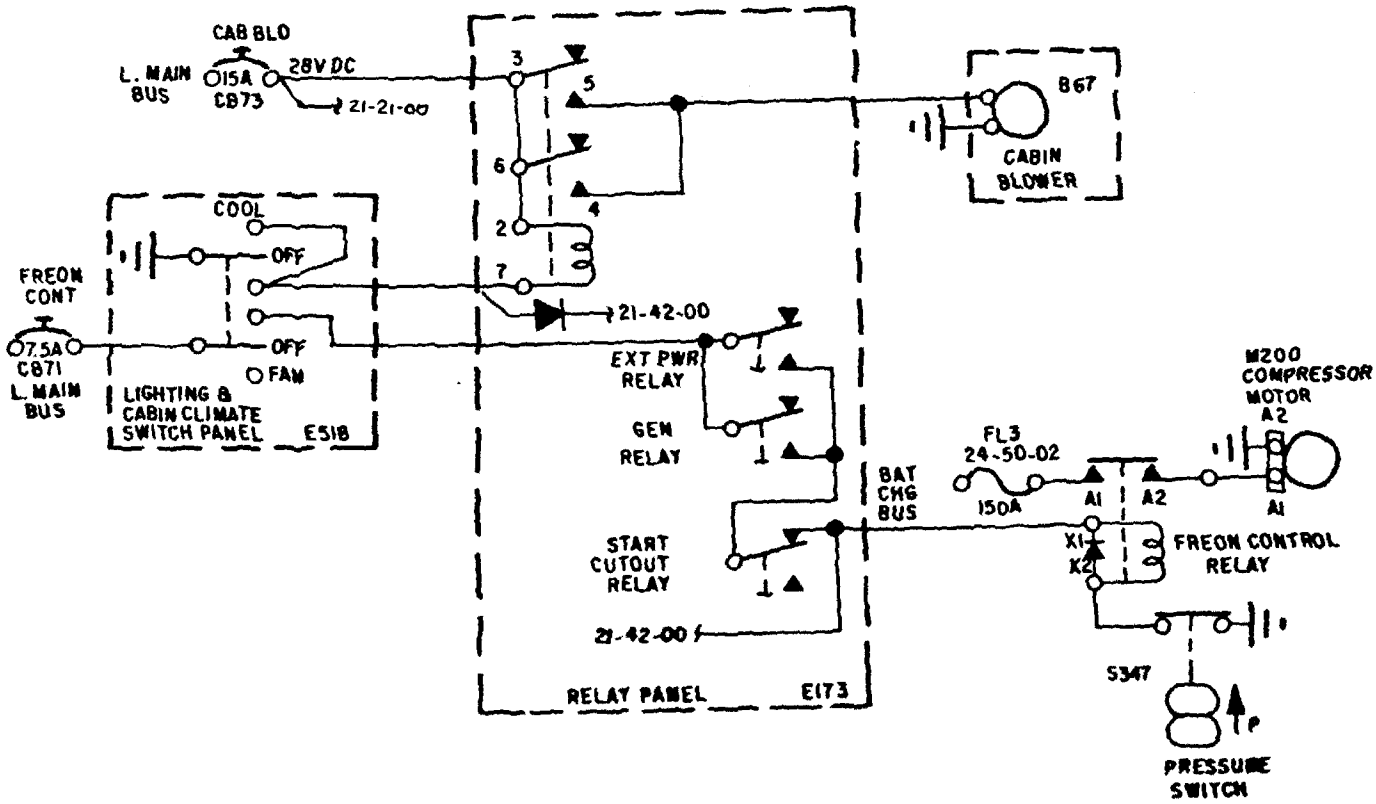 CAB BLO
L. MAIN
BUS
15A
CB73
28V DC
21-21-00
3
5
6
4
2
7
B67
CABIN
BLOWER
COOL
OFF
FREON
CONT
7.5A
CB71
L. MAIN
BUS
OFF
FAN
LIGHTING &
CABIN CLIMATE
SWITCH PANEL E518
21-42-00
EXT PWR
RELAY
GEN
RELAY
BAT
CHG
BUS
START
CUTOUT
RELAY
21-42-00
RELAY PANEL E173
FL3
24-50-02
150A
A1
A2
M200
COMPRESSOR
MOTOR
A2
A1
X1
X2
FREON CONTROL
RELAY
S347
P
PRESSURE
SWITCH